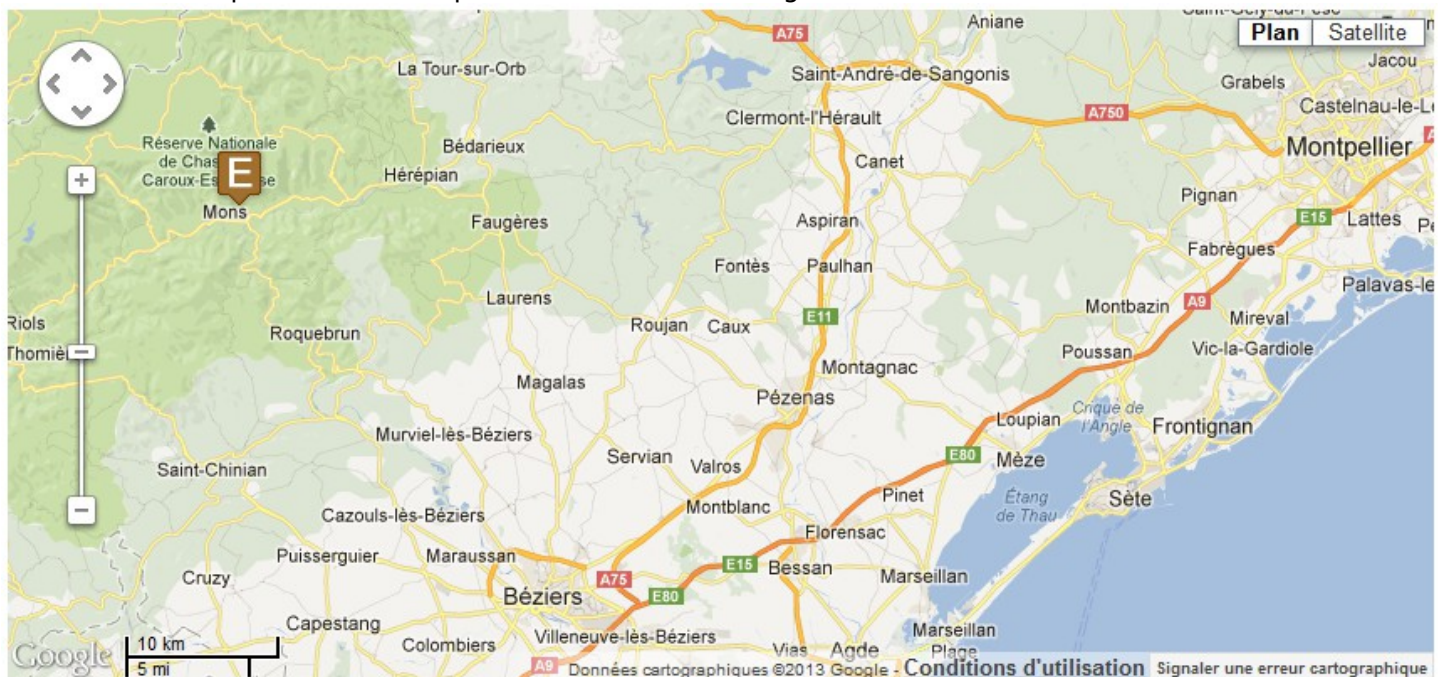 Aniane
A75
Plan
Satellite
Jacou
La Tour-sur-Orb
Saint-André-de-Sangonis
Grabels
Castelnau-le-L
Clermont-l'Hérault
A750
Réserve Nationale
de Chas
Caroux-Es
se
E
Bédarieux
Montpellier
Canet
Hérépian
Pignan
Mons
Faugères
Aspiran
E15
Lattes
Fabrègues
Fontès
Paulhan
Laurens
Palavas-le
Montbazin
A9
Riols
Roquebrun
Roujan
Caux
E11
Mireval
Thomiè
Poussan
Vic-la-Gardiole
Magalas
Montagnac
Pézenas
Crique de
l'Angle
Loupian
Frontignan
Murviel-lès-Béziers
Saint-Chinian
Servian
Valros
E80
Mèze
Pinet
Étang
de Thau
Sète
Cazouls-lès-Béziers
Montblanc
Florensac
Puisserguier
Maraussan
E15
Bessan
Cruzy
A75
Marseillan
Béziers
E80
Capestang
Colombiers
Villeneuve-lès-Béziers
Marseillan
Plage
Vias
Agde
10 km
5 mi
Google
A9
Données cartographiques ©2013 Google - Conditions d'utilisation
Signaler une erreur cartographique